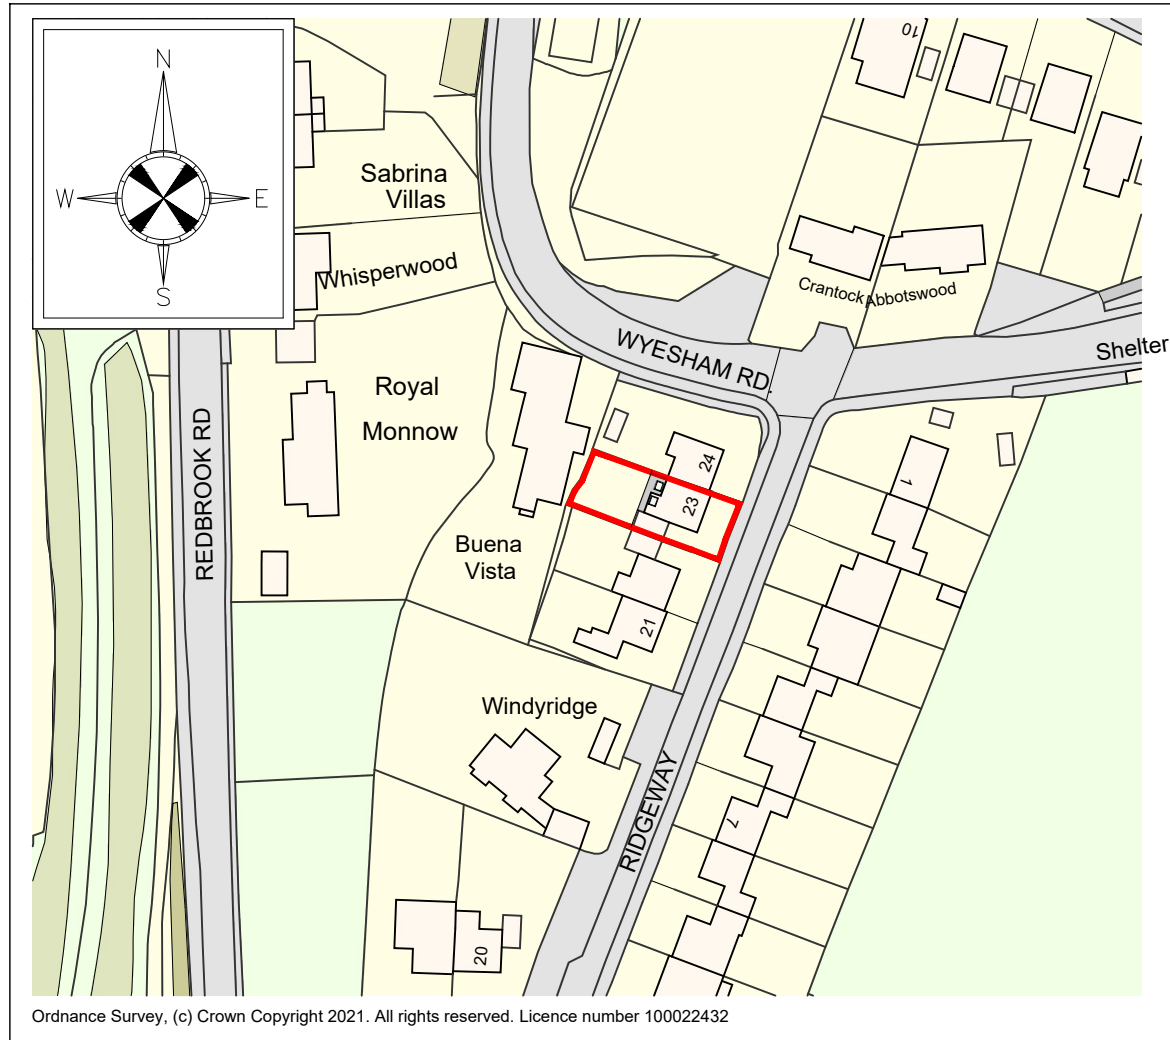 N
W
E
S
10
Sabrina
Villas
Whisperwood
Crantock
Abbotswood
WYESHAM RD.
Shelter
Royal
Monnow
REDBROOK RD
24
23
1
Buena
Vista
21
Windyridge
RIDGEWAY
7
20
Ordnance Survey, (c) Crown Copyright 2021. All rights reserved. Licence number 100022432